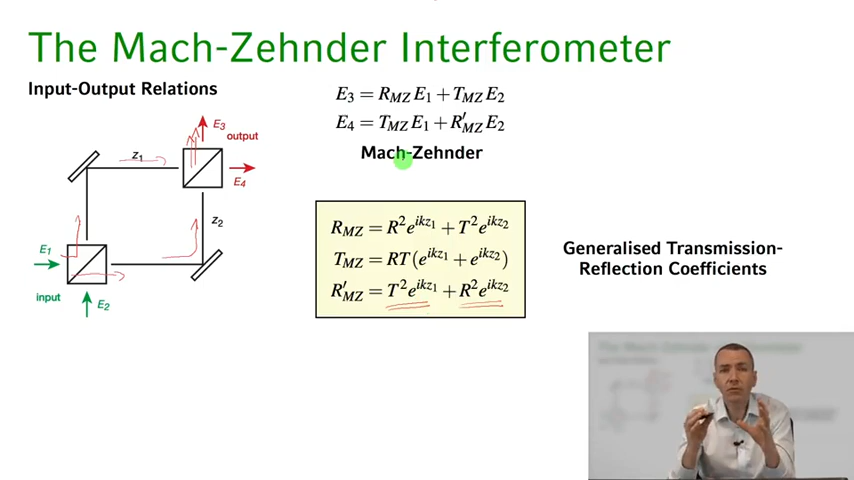 The Mach-Zehnder Interferometer
Input-Output Relations
E₃ = R_MZ E₁ + T_MZ E₂
E₄ = T_MZ E₁ + R′_MZ E₂
Mach-Zehnder
E₃
output
z₁
E₄
z₂
E₁
input
E₂
R_MZ = R²e^{ikz₁} + T²e^{ikz₂}
T_MZ = RT(e^{ikz₁} + e^{ikz₂})
R′_MZ = T²e^{ikz₁} + R²e^{ikz₂}
Generalised Transmission-
Reflection Coefficients